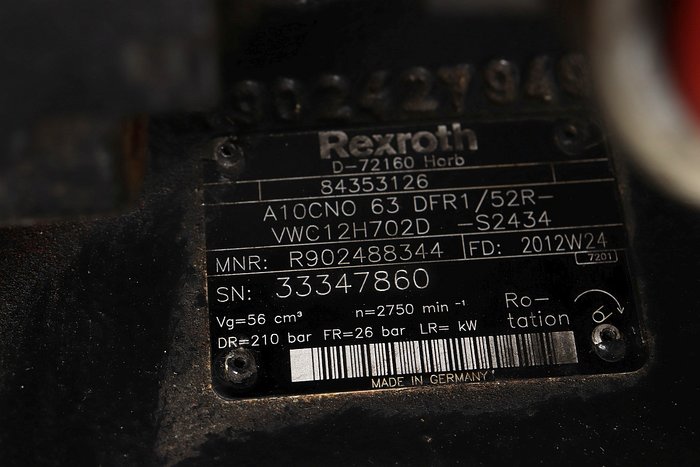 902427949
Rexroth
D-72160 Horb
84353126
A10CNO 63 DFR1/52R-
VWC12H702D -S2434
MNR: R902488344 FD: 2012W24
7201
SN: 33347860
Vg=56 cm³ n=2750 min⁻¹ Ro-
DR=210 bar FR=26 bar LR= kW tation
MADE IN GERMANY